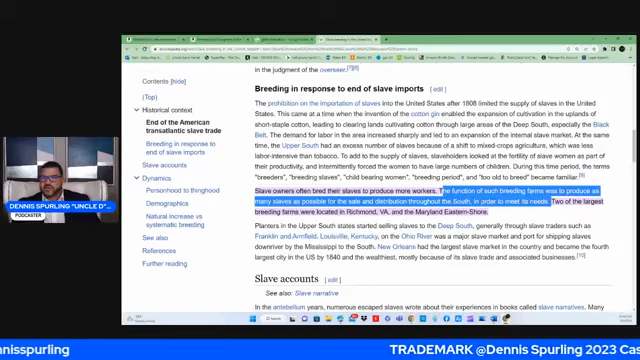 in the judgment of the overseer.[7][8]
Contents [hide]
(Top)
Historical context
End of the American
transatlantic slave trade
Breeding in response to
end of slave imports
Slave accounts
Dynamics
Personhood to thinghood
Demographics
Natural increase vs
systematic breeding
See also
References
Further reading
Breeding in response to end of slave imports [ edit ]
The prohibition on the importation of slaves into the United States after 1808 limited the supply of slaves in the United
States. This came at a time when the invention of the cotton gin enabled the expansion of cultivation in the uplands of
short-staple cotton, leading to clearing lands cultivating cotton through large areas of the Deep South, especially the Black
Belt. The demand for labor in the area increased sharply and led to an expansion of the internal slave market. At the same
time, the Upper South had an excess number of slaves because of a shift to mixed-crops agriculture, which was
less labor-intensive than tobacco. To add to the supply of slaves, slaveholders looked at the fertility of slave women as part of
their productivity, and intermittently forced the women to have large numbers of children. During this time period, the terms
"breeders", "breeding slaves", "child bearing women", "breeding period", and "too old to breed" became familiar.[9]
Slave owners often bred their slaves to produce more workers. The function of such breeding farms was to produce as
many slaves as possible for the sale and distribution throughout the South, in order to meet its needs. Two of the largest
breeding farms were located in Richmond, VA, and the Maryland Eastern-Shore.
Planters in the Upper South states started selling slaves to the Deep South, generally through slave traders such as
Franklin and Armfield. Louisville, Kentucky, on the Ohio River was a major slave market and port for shipping slaves
downriver by the Mississippi to the South. New Orleans had the largest slave market in the country and became the fourth
largest city in the US by 1840 and the wealthiest, mostly because of its slave trade and associated businesses.[10]
Slave accounts [ edit ]
See also: Slave narrative
In the antebellum years, numerous escaped slaves wrote about their experiences in books called slave narratives. Many
DENNIS SPURLING "UNCLE D"
PODCASTER
dennisspurling
TRADEMARK @Dennis Spurling 2023 Cas